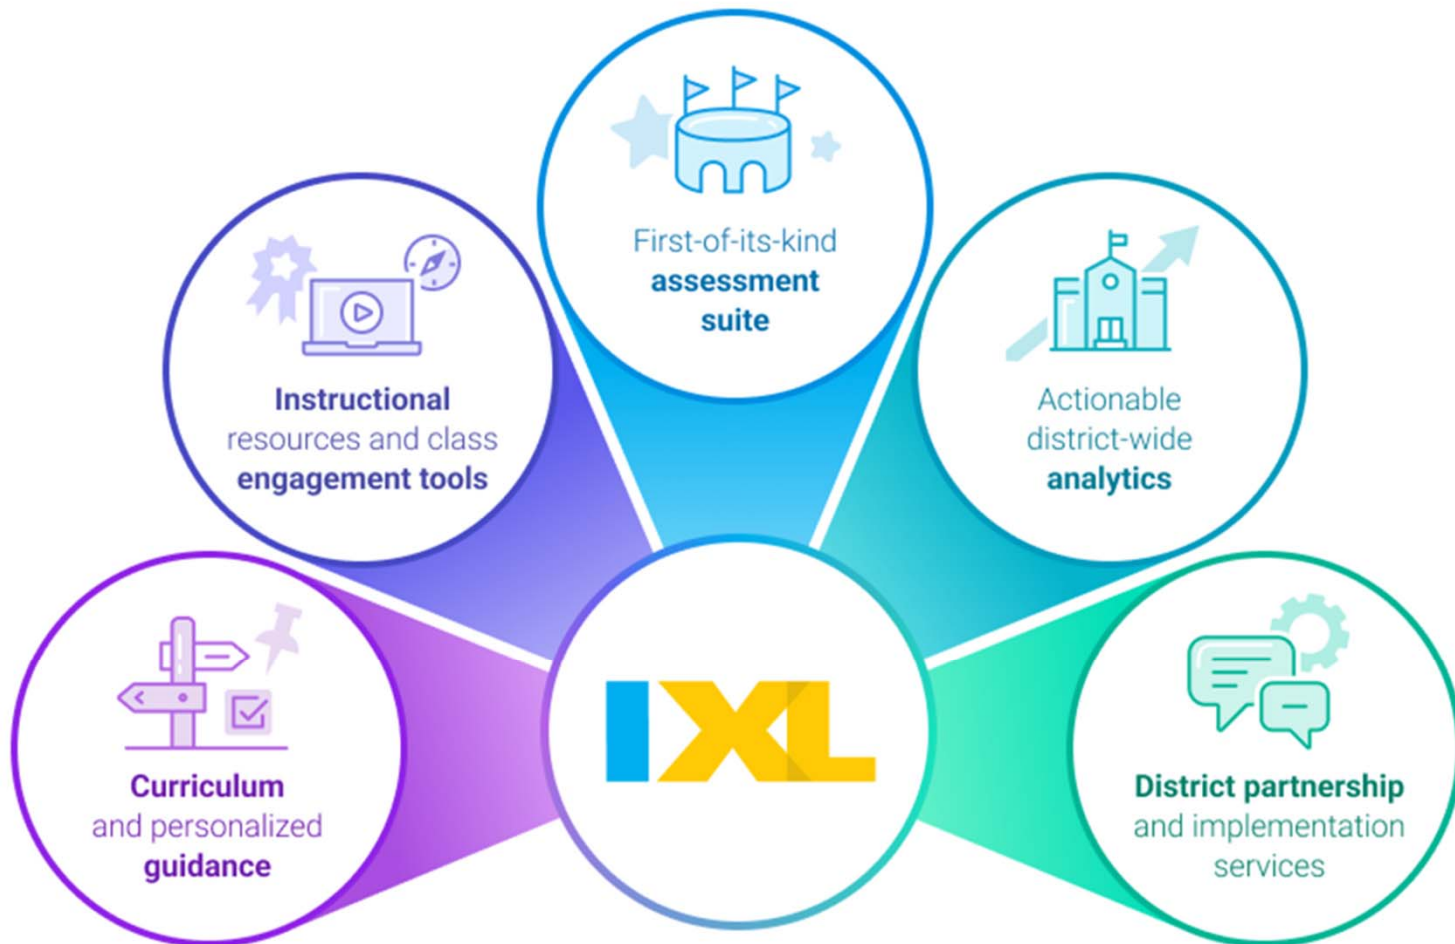 First-of-its-kind
assessment
suite
Instructional
resources and class
engagement tools
Actionable
district-wide
analytics
Curriculum
and personalized
guidance
IXL
District partnership
and implementation
services